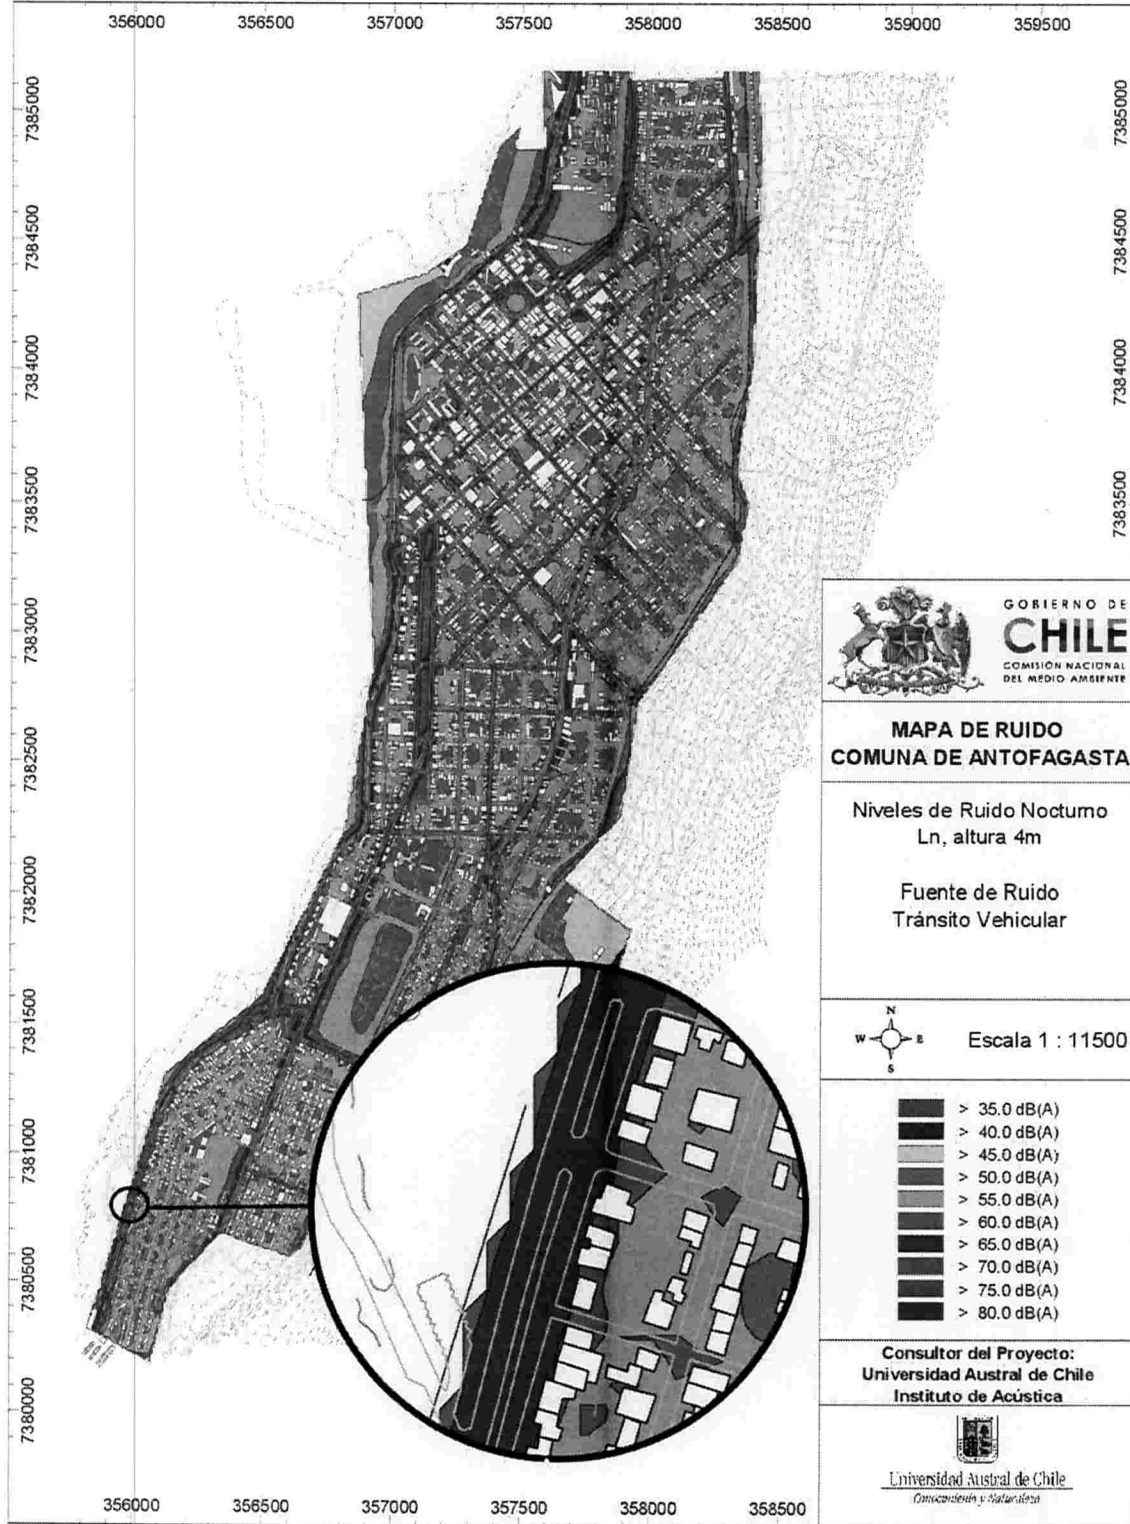 356000 356500 357000 357500 358000 358500 359000 359500
7385000
7384500
7384000
7383500
7383000
7382500
7382000
7381500
7381000
7380500
7380000
7385000
7384500
7384000
7383500
GOBIERNO DE
CHILE
COMISIÓN NACIONAL
DEL MEDIO AMBIENTE
MAPA DE RUIDO
COMUNA DE ANTOFAGASTA
Niveles de Ruido Nocturno
Ln, altura 4m
Fuente de Ruido
Tránsito Vehicular
N
W E
S
Escala 1 : 11500
> 35.0 dB(A)
> 40.0 dB(A)
> 45.0 dB(A)
> 50.0 dB(A)
> 55.0 dB(A)
> 60.0 dB(A)
> 65.0 dB(A)
> 70.0 dB(A)
> 75.0 dB(A)
> 80.0 dB(A)
Consultor del Proyecto:
Universidad Austral de Chile
Instituto de Acústica
Universidad Austral de Chile
Conocimiento y Naturaleza
356000 356500 357000 357500 358000 358500